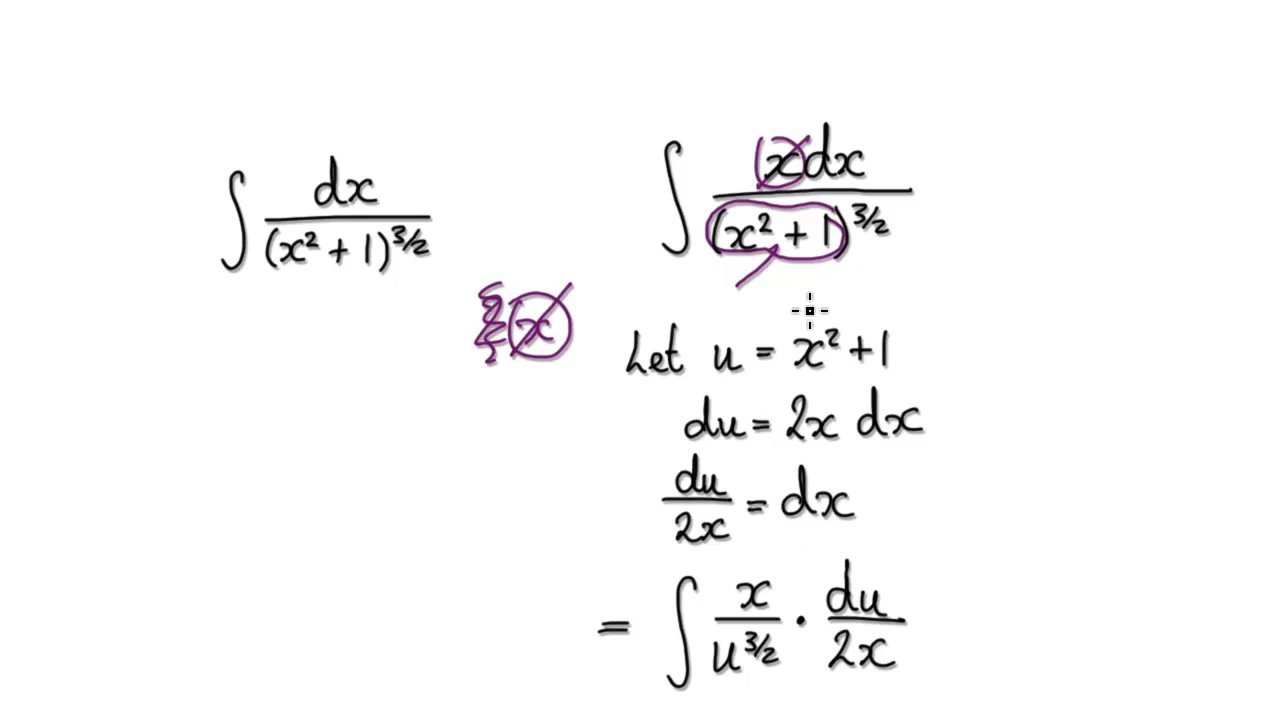 ∫ dx / (x² + 1)^3/2
∫ x dx / (x² + 1)^3/2
x
Let u = x² + 1
du = 2x dx
du / 2x = dx
= ∫ x / u^3/2 · du / 2x